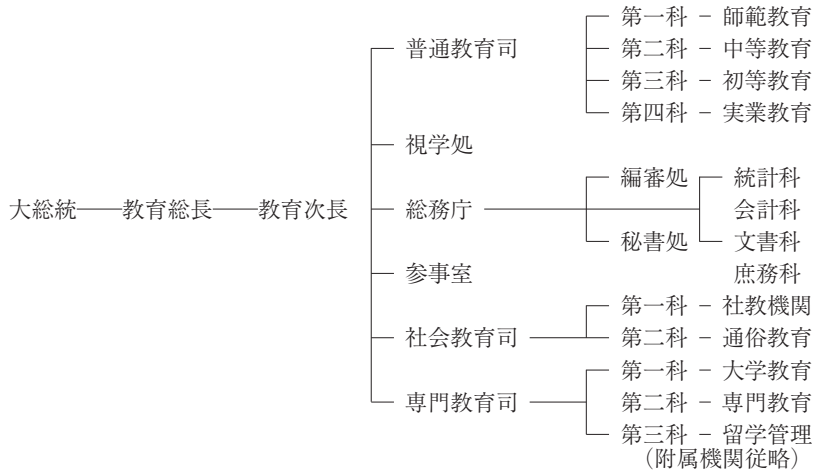 第一科 − 師範教育
普通教育司 第二科 − 中等教育
第三科 − 初等教育
第四科 − 実業教育
視学処
編審処 統計科
大総統 教育総長 教育次長 総務庁 会計科
秘書処 文書科
参事室 庶務科
第一科 − 社教機関
社会教育司 第二科 − 通俗教育
第一科 − 大学教育
専門教育司 第二科 − 専門教育
第三科 − 留学管理
（附属機関従略）